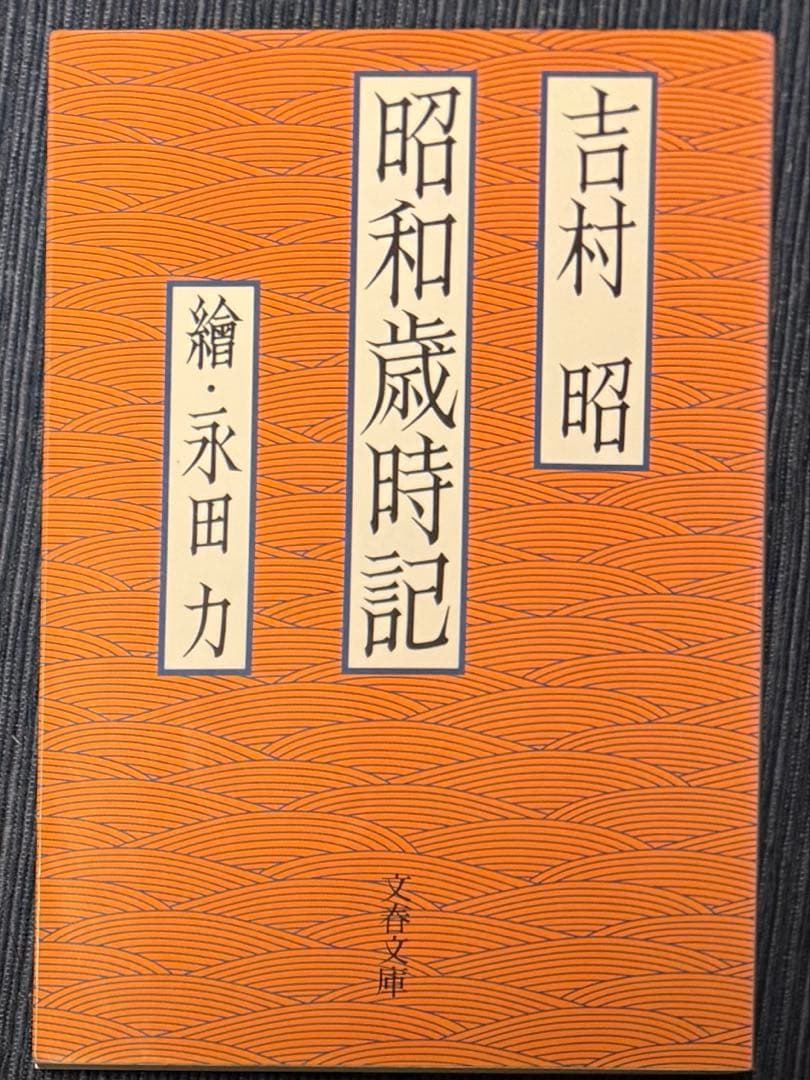 吉村 昭
昭和歳時記
繪・永田 力
文春文庫